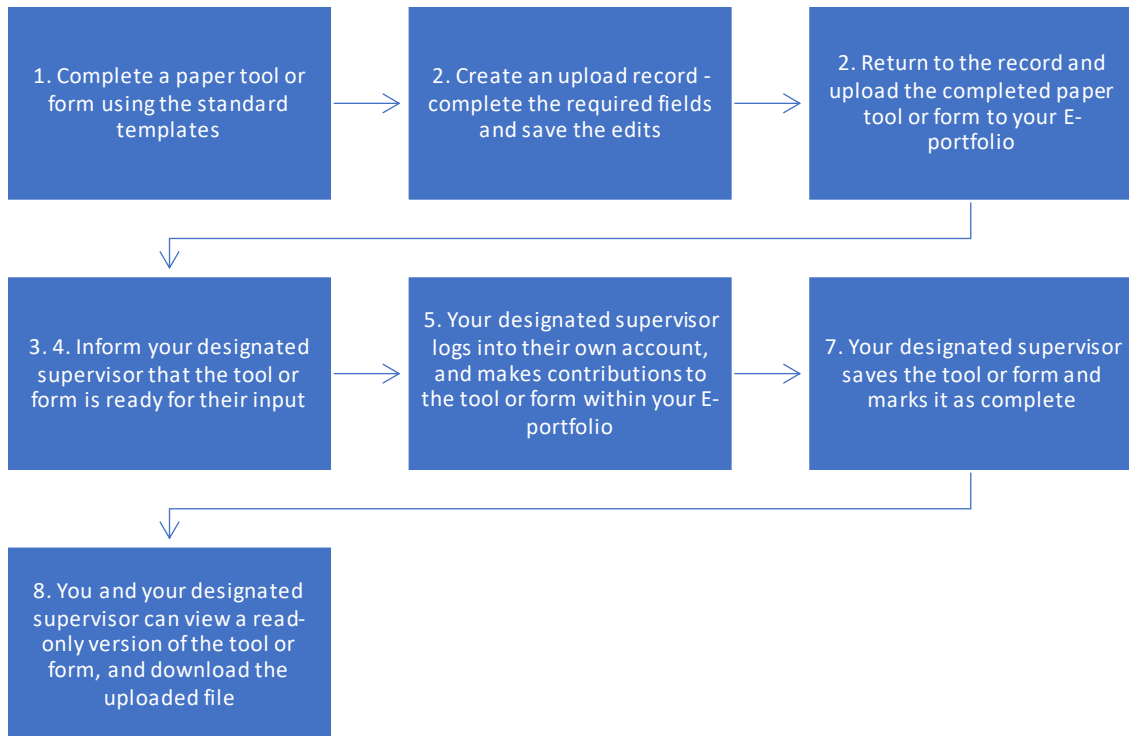 1. Complete a paper tool or
form using the standard
templates
2. Create an upload record -
complete the required fields
and save the edits
2. Return to the record and
upload the completed paper
tool or form to your E-
portfolio
3. 4. Inform your designated
supervisor that the tool or
form is ready for their input
5. Your designated supervisor
logs into their own account,
and makes contributions to
the tool or form within your E-
portfolio
7. Your designated supervisor
saves the tool or form and
marks it as complete
8. You and your designated
supervisor can view a read-
only version of the tool or
form, and download the
uploaded file